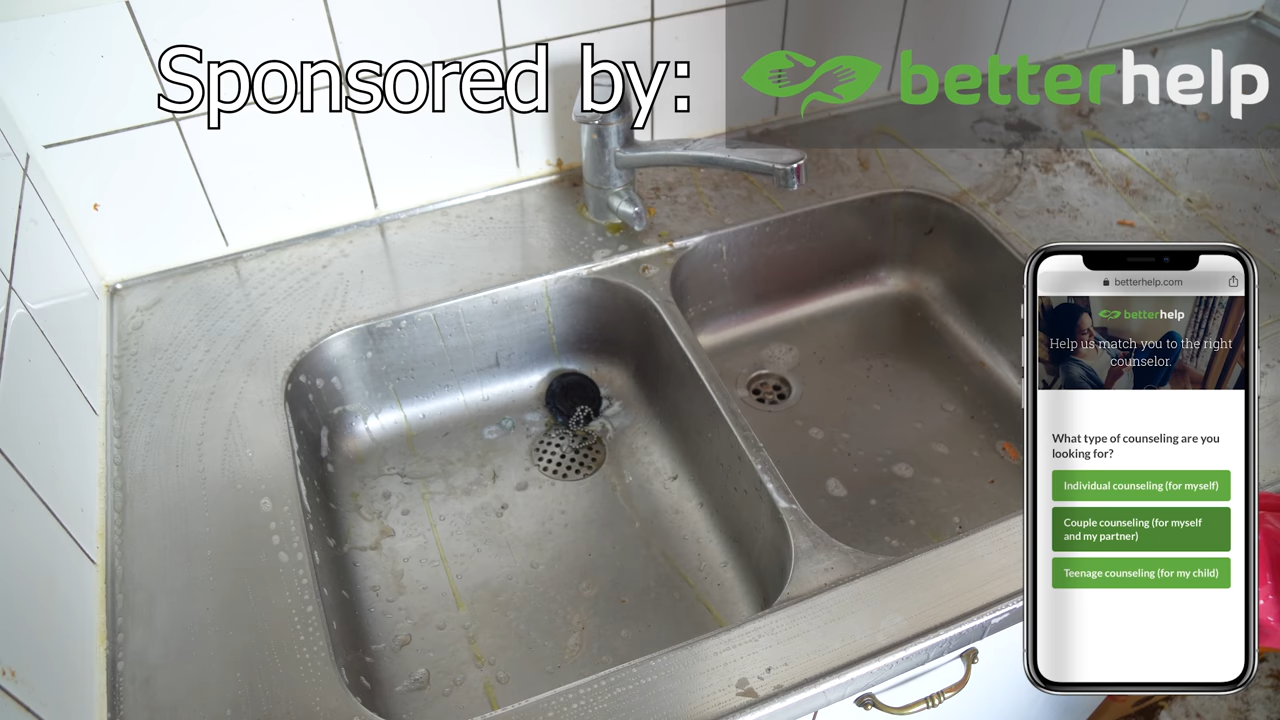 Sponsored by: betterhelp
betterhelp.com
betterhelp
Help us match you to the right
counselor.
What type of counseling are you
looking for?
Individual counseling (for myself)
Couple counseling (for myself
and my partner)
Teenage counseling (for my child)